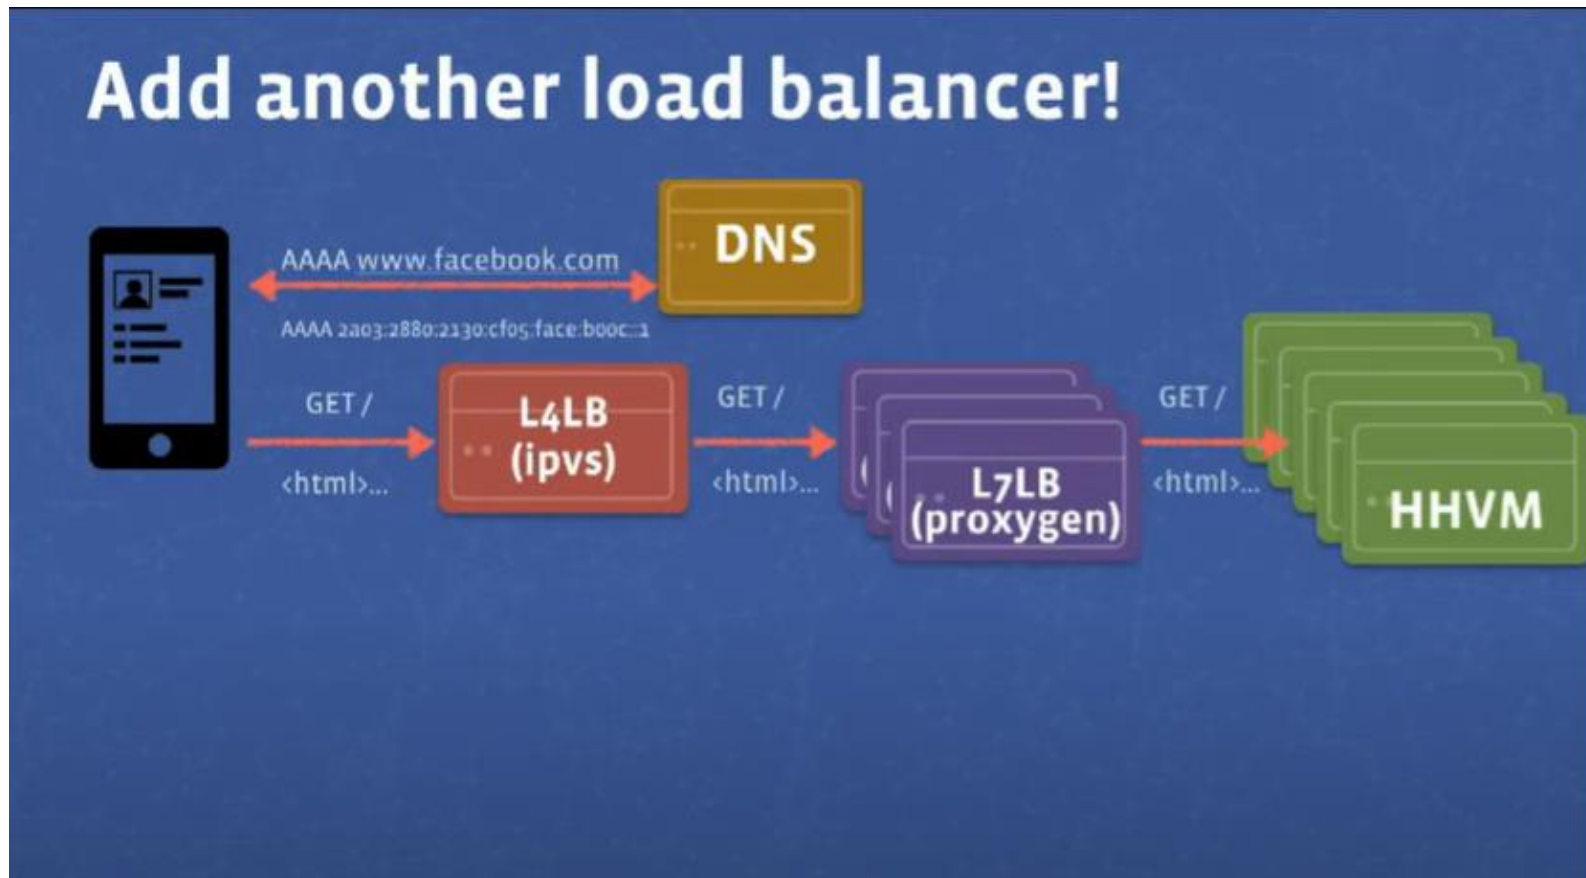 Add another load balancer!
DNS
AAAA www.facebook.com
AAAA 2a03:2880:2130:cf05:face:b00c::1
GET /
<html>...
L4LB
(ipvs)
GET /
<html>...
L7LB
(proxygen)
GET /
<html>...
HHVM